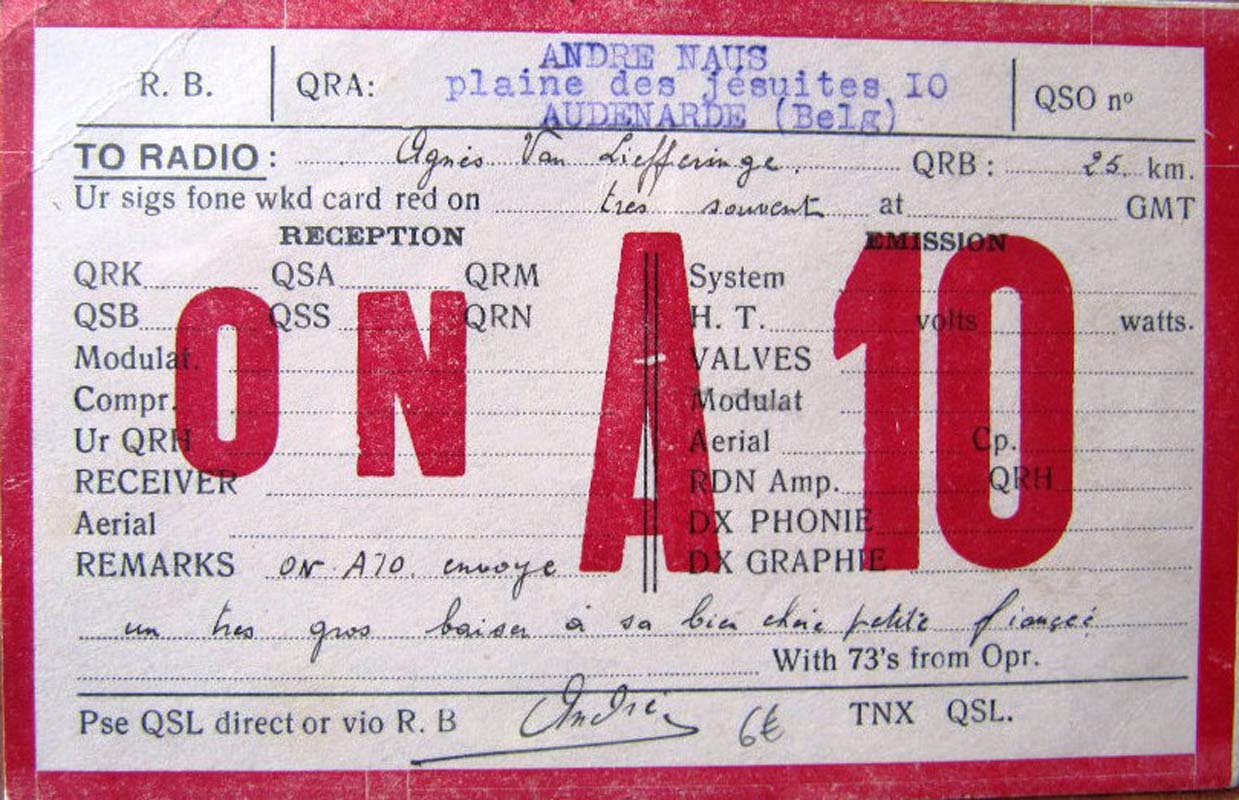 ANDRE NAUS
plaine des jésuites IO
AUDENARDE (Belg)
R. B. QRA: QSO nº
TO RADIO: Agnès Van Liefferinge. QRB: 25 km.
Ur sigs fone wkd card red on tres souvent at GMT
RECEPTION EMISSION
QRK QSA QRM System
QSB QSS QRN H. T. volts watts.
ON A 10
Modulat. VALVES
Compr. Modulat
Ur QRH Aerial Cp.
RECEIVER RDN Amp. QRH
Aerial DX PHONIE
REMARKS ON A10. envoye DX GRAPHIE
un tres gros baiser à sa bien chère petite fiancée
With 73's from Opr.
Pse QSL direct or vio R. B André 6€ TNX QSL.